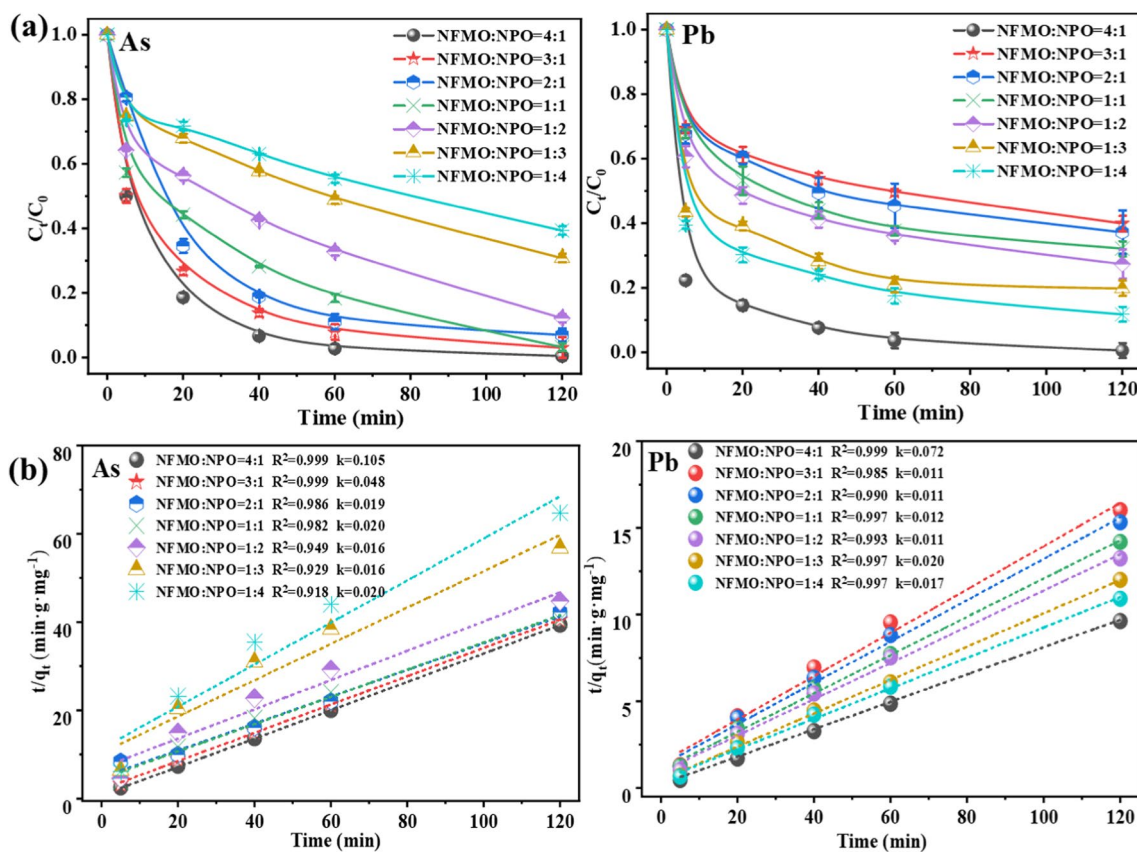 (a)
As
NFMO:NPO=4:1
NFMO:NPO=3:1
NFMO:NPO=2:1
NFMO:NPO=1:1
NFMO:NPO=1:2
NFMO:NPO=1:3
NFMO:NPO=1:4
1.0
0.8
0.6
0.4
0.2
0.0
Cₜ/C₀
0 20 40 60 80 100 120
Time (min)
Pb
NFMO:NPO=4:1
NFMO:NPO=3:1
NFMO:NPO=2:1
NFMO:NPO=1:1
NFMO:NPO=1:2
NFMO:NPO=1:3
NFMO:NPO=1:4
1.0
0.8
0.6
0.4
0.2
0.0
Cₜ/C₀
0 20 40 60 80 100 120
Time (min)
(b)
As
NFMO:NPO=4:1 R²=0.999 k=0.105
NFMO:NPO=3:1 R²=0.999 k=0.048
NFMO:NPO=2:1 R²=0.986 k=0.019
NFMO:NPO=1:1 R²=0.982 k=0.020
NFMO:NPO=1:2 R²=0.949 k=0.016
NFMO:NPO=1:3 R²=0.929 k=0.016
NFMO:NPO=1:4 R²=0.918 k=0.020
80
60
40
20
0
t/qₜ (min·g·mg⁻¹)
20 40 60 80 100 120
Time (min)
Pb
NFMO:NPO=4:1 R²=0.999 k=0.072
NFMO:NPO=3:1 R²=0.985 k=0.011
NFMO:NPO=2:1 R²=0.990 k=0.011
NFMO:NPO=1:1 R²=0.997 k=0.012
NFMO:NPO=1:2 R²=0.993 k=0.011
NFMO:NPO=1:3 R²=0.997 k=0.020
NFMO:NPO=1:4 R²=0.997 k=0.017
20
15
10
5
0
t/qₜ(min·g·mg⁻¹)
20 40 60 80 100 120
Time (min)